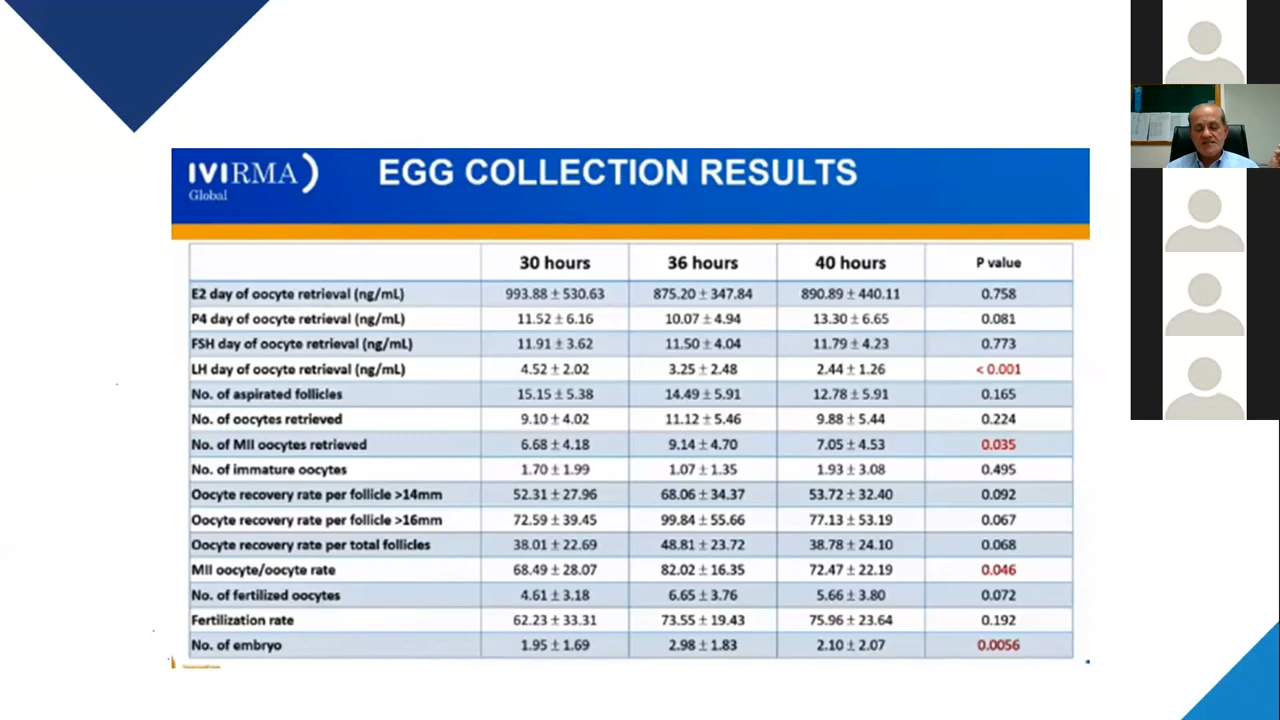 IVIRMA
Global
EGG COLLECTION RESULTS
30 hours 36 hours 40 hours P value
E2 day of oocyte retrieval (ng/mL) 993.88 ± 530.63 875.20 ± 347.84 890.89 ± 440.11 0.758
P4 day of oocyte retrieval (ng/mL) 11.52 ± 6.16 10.07 ± 4.94 13.30 ± 6.65 0.081
FSH day of oocyte retrieval (ng/mL) 11.91 ± 3.62 11.50 ± 4.04 11.79 ± 4.23 0.773
LH day of oocyte retrieval (ng/mL) 4.52 ± 2.02 3.25 ± 2.48 2.44 ± 1.26 < 0.001
No. of aspirated follicles 15.15 ± 5.38 14.49 ± 5.91 12.78 ± 5.91 0.165
No. of oocytes retrieved 9.10 ± 4.02 11.12 ± 5.46 9.88 ± 5.44 0.224
No. of MII oocytes retrieved 6.68 ± 4.18 9.14 ± 4.70 7.05 ± 4.53 0.035
No. of immature oocytes 1.70 ± 1.99 1.07 ± 1.35 1.93 ± 3.08 0.495
Oocyte recovery rate per follicle >14mm 52.31 ± 27.96 68.06 ± 34.37 53.72 ± 32.40 0.092
Oocyte recovery rate per follicle >16mm 72.59 ± 39.45 99.84 ± 55.66 77.13 ± 53.19 0.067
Oocyte recovery rate per total follicles 38.01 ± 22.69 48.81 ± 23.72 38.78 ± 24.10 0.068
MII oocyte/oocyte rate 68.49 ± 28.07 82.02 ± 16.35 72.47 ± 22.19 0.046
No. of fertilized oocytes 4.61 ± 3.18 6.65 ± 3.76 5.66 ± 3.80 0.072
Fertilization rate 62.23 ± 33.31 73.55 ± 19.43 75.96 ± 23.64 0.192
No. of embryo 1.95 ± 1.69 2.98 ± 1.83 2.10 ± 2.07 0.0056